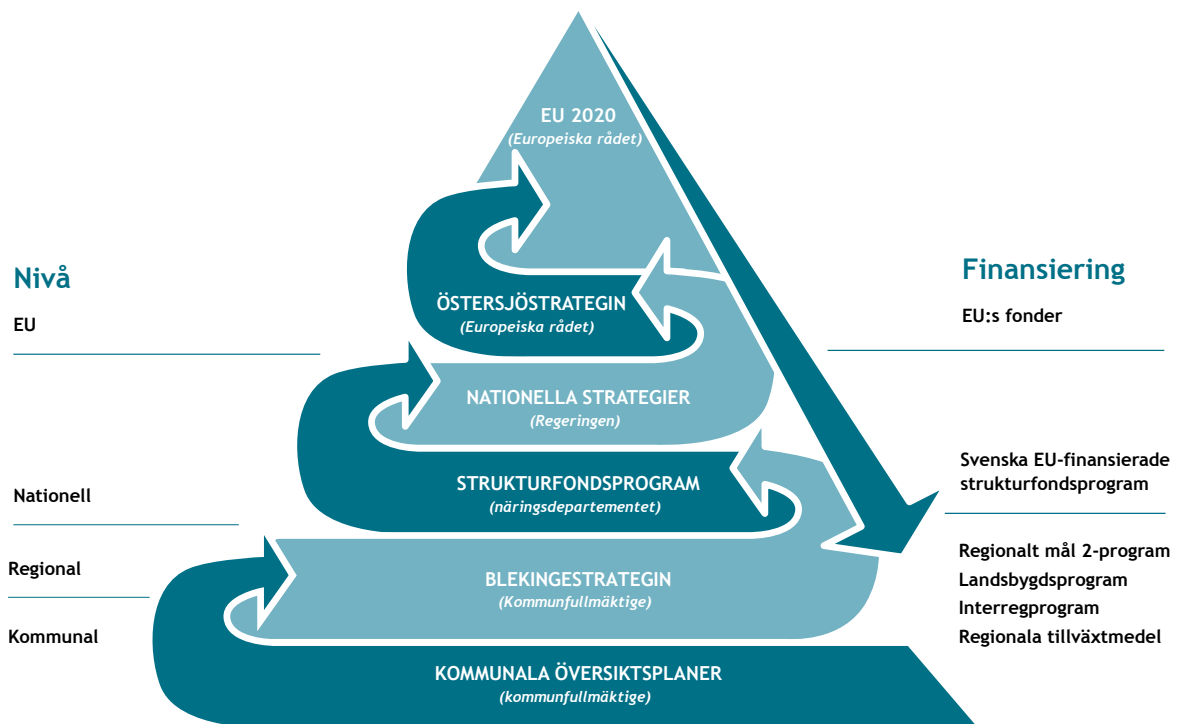 EU 2020
(Europeiska rådet)
Nivå
EU
Finansiering
EU:s fonder
ÖSTERSJÖSTRATEGIN
(Europeiska rådet)
NATIONELLA STRATEGIER
(Regeringen)
Nationell
STRUKTURFONDSPROGRAM
(näringsdepartementet)
Svenska EU-finansierade
strukturfondsprogram
Regional
BLEKINGESTRATEGIN
(Kommunfullmäktige)
Regionalt mål 2-program
Landsbygdsprogram
Interregprogram
Regionala tillväxtmedel
Kommunal
KOMMUNALA ÖVERSIKTSPLANER
(kommunfullmäktige)